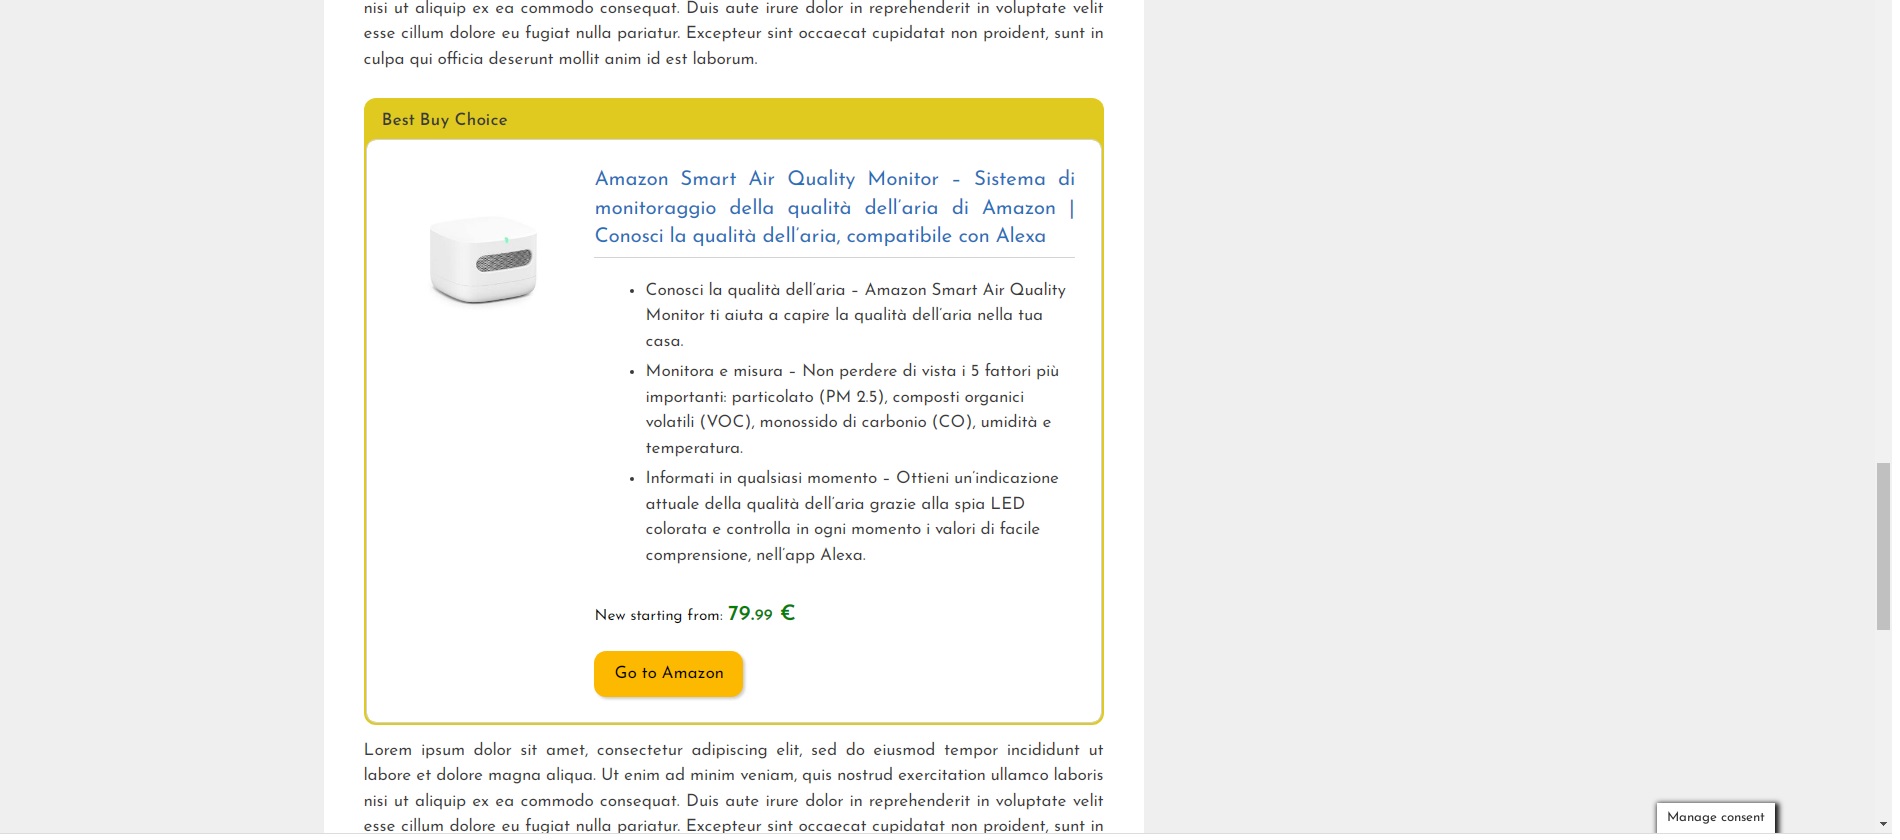 nisi ut aliquip ex ea commodo consequat. Duis aute irure dolor in reprehenderit in voluptate velit
esse cillum dolore eu fugiat nulla pariatur. Excepteur sint occaecat cupidatat non proident, sunt in
culpa qui officia deserunt mollit anim id est laborum.
Best Buy Choice
Amazon Smart Air Quality Monitor – Sistema di
monitoraggio della qualità dell'aria di Amazon |
Conosci la qualità dell'aria, compatibile con Alexa
• Conosci la qualità dell'aria – Amazon Smart Air Quality
Monitor ti aiuta a capire la qualità dell'aria nella tua
casa.
• Monitora e misura – Non perdere di vista i 5 fattori più
importanti: particolato (PM 2.5), composti organici
volatili (VOC), monossido di carbonio (CO), umidità e
temperatura.
• Informati in qualsiasi momento – Ottieni un'indicazione
attuale della qualità dell'aria grazie alla spia LED
colorata e controlla in ogni momento i valori di facile
comprensione, nell'app Alexa.
New starting from: 79.99 €
Go to Amazon
Lorem ipsum dolor sit amet, consectetur adipiscing elit, sed do eiusmod tempor incididunt ut
labore et dolore magna aliqua. Ut enim ad minim veniam, quis nostrud exercitation ullamco laboris
nisi ut aliquip ex ea commodo consequat. Duis aute irure dolor in reprehenderit in voluptate velit
esse cillum dolore eu fugiat nulla pariatur. Excepteur sint occaecat cupidatat non proident, sunt in
Manage consent